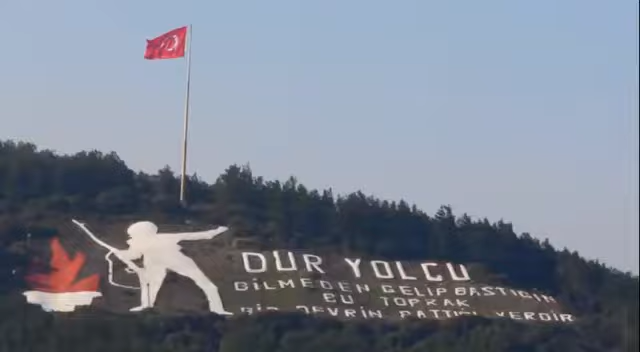 DUR YOLCU
BİLMEDEN GELİP BASTIĞIN
BU TOPRAK
BİR DEVRİN BATTIĞI YERDİR